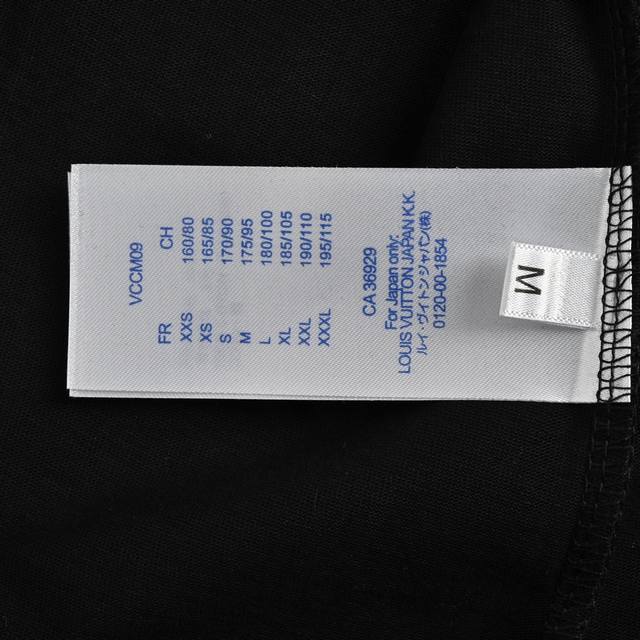 VCCM09
FR CH
XXS 160/80
XS 165/85
S 170/90
M 175/95
L 180/100
XL 185/105
XXL 190/110
XXXL 195/115
CA 36929
For Japan only:
LOUIS VUITTON JAPAN K.K.
ルイ・ヴィトン・ジャパン(株)
0120-00-1854
M